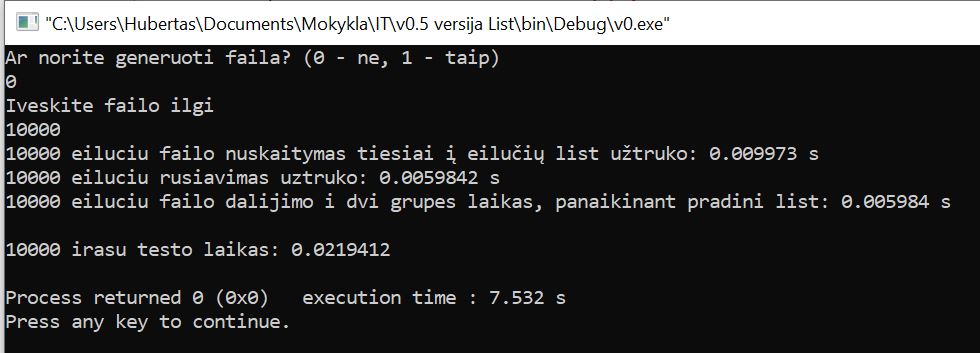 "C:\Users\Hubertas\Documents\Mokykla\IT\v0.5 versija List\bin\Debug\v0.exe"
Ar norite generuoti faila? (0 - ne, 1 - taip)
0
Iveskite failo ilgi
10000
10000 eiluciu failo nuskaitymas tiesiai į eilučių list užtruko: 0.009973 s
10000 eiluciu rusiavimas uztruko: 0.0059842 s
10000 eiluciu failo dalijimo i dvi grupes laikas, panaikinant pradini list: 0.005984 s
10000 irasu testo laikas: 0.0219412
Process returned 0 (0x0)   execution time : 7.532 s
Press any key to continue.